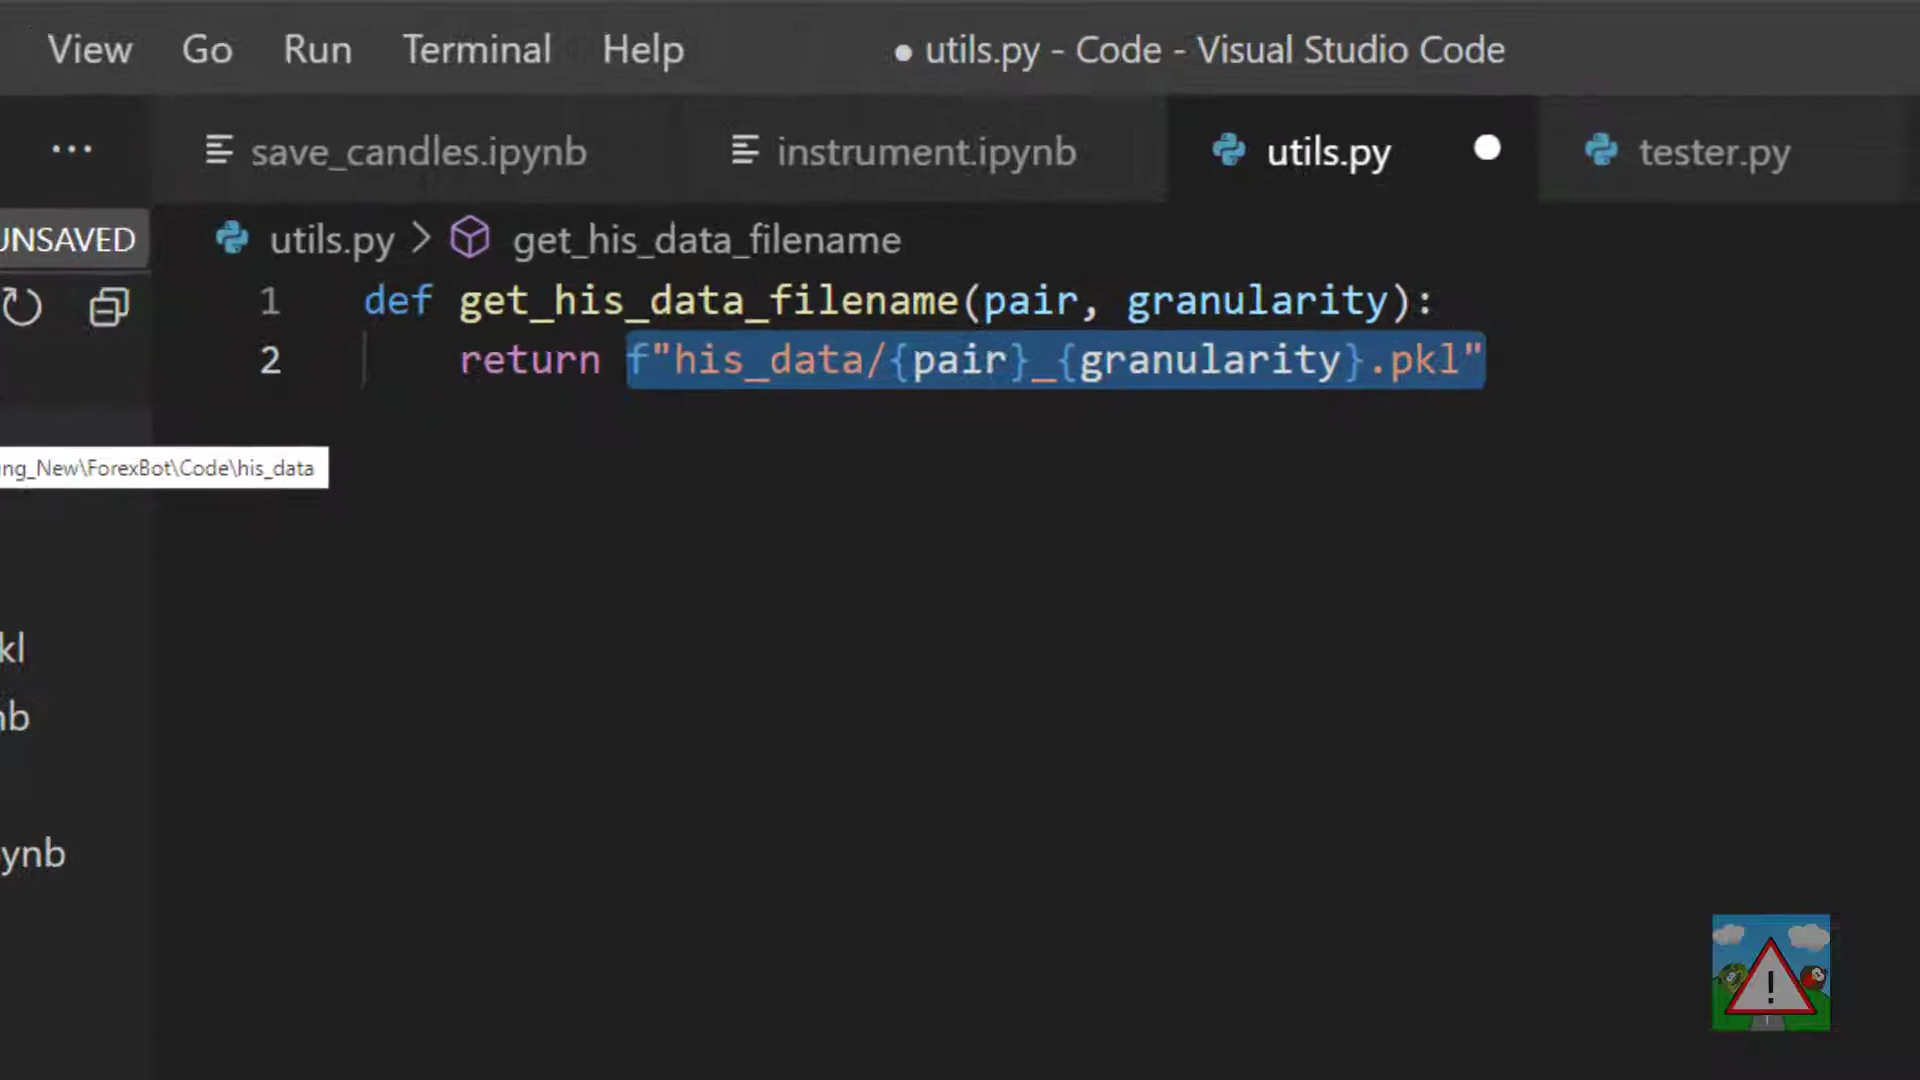 View Go Run Terminal Help ● utils.py - Code - Visual Studio Code
... save_candles.ipynb instrument.ipynb utils.py ● tester.py
UNSAVED utils.py > get_his_data_filename
1 def get_his_data_filename(pair, granularity):
2 return f"his_data/{pair}_{granularity}.pkl"
ng_New\ForexBot\Code\his_data
kl
nb
ynb
!